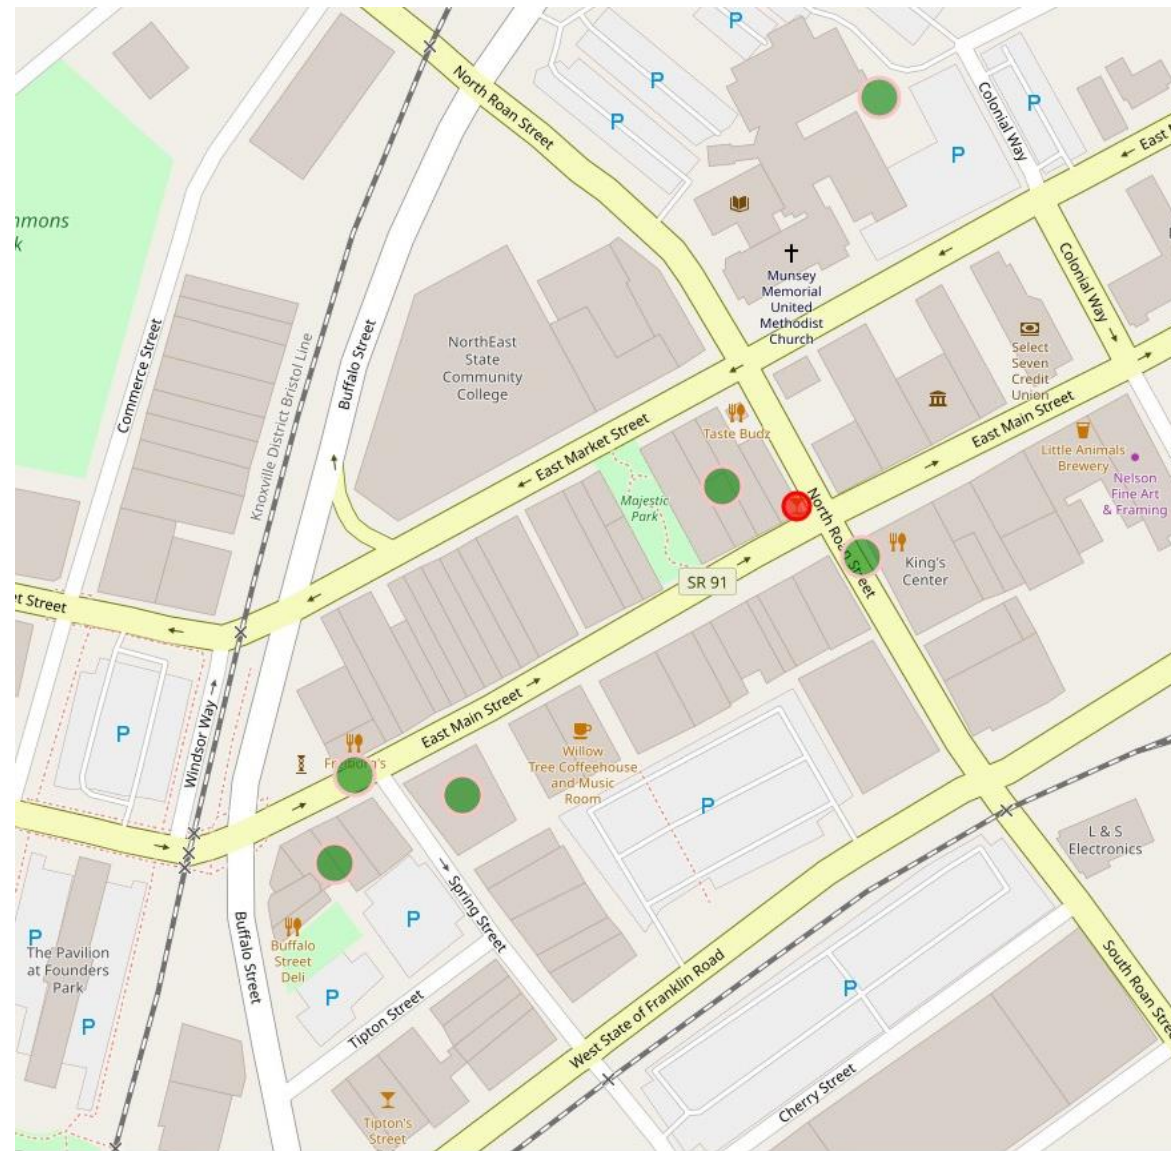 North Roan Street
P
P
P
P
P
Colonial Way
East M
mmons
k
Munsey
Memorial
United
Methodist
Church
Colonial Way
Commerce Street
Knoxville District Bristol Line
Buffalo Street
NorthEast
State
Community
College
Select
Seven
Credit
Union
Taste Budz
East Market Street
East Main Street
Little Animals
Brewery
Nelson
Fine Art
& Framing
Majestic
Park
North Roan Street
King's
Center
SR 91
et Street
East Main Street
P
Windsor Way
Willow
Tree Coffeehouse
and Music
Room
P
L & S
Electronics
Spring Street
P
P
The Pavilion
at Founders
Park
P
Buffalo Street
Buffalo
Street
Deli
P
Tipton Street
West State of Franklin Road
P
South Roan Stree
Cherry Street
Tipton's
Street